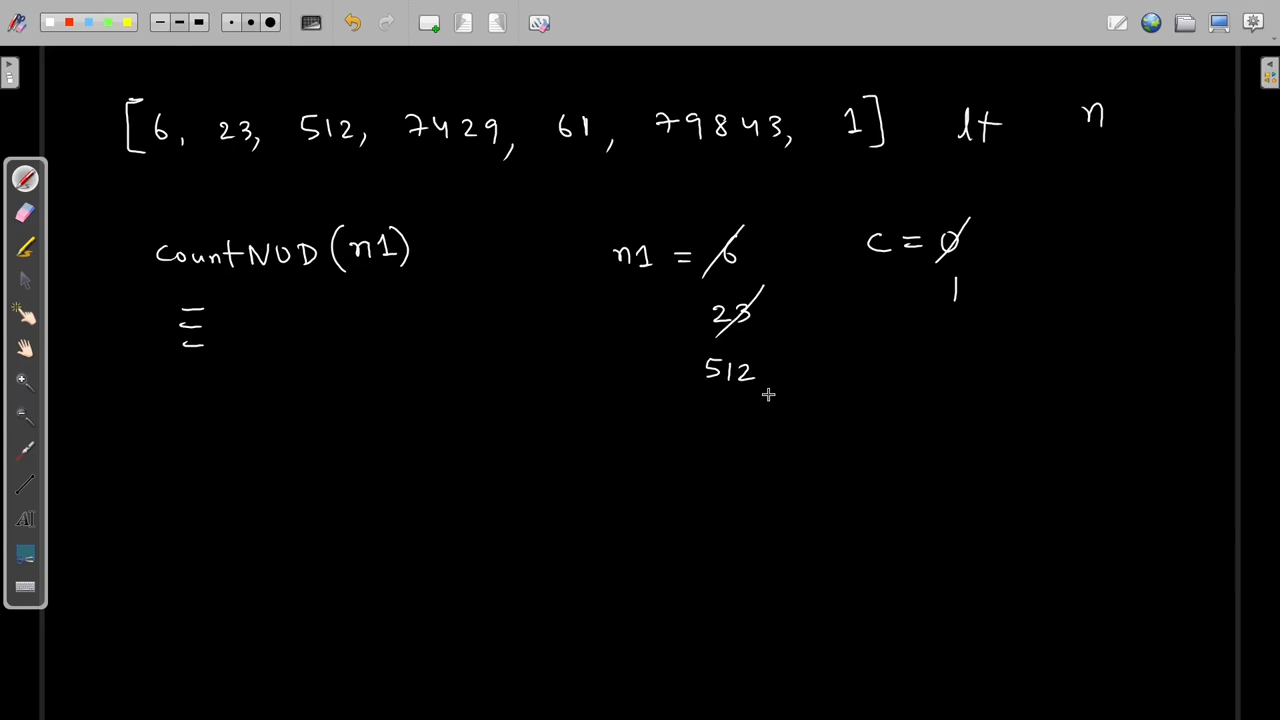 [6, 23, 512, 7429, 61, 79843, 1] lt n
countNOD(n1) n1 = 6 c = 0
1
23
512